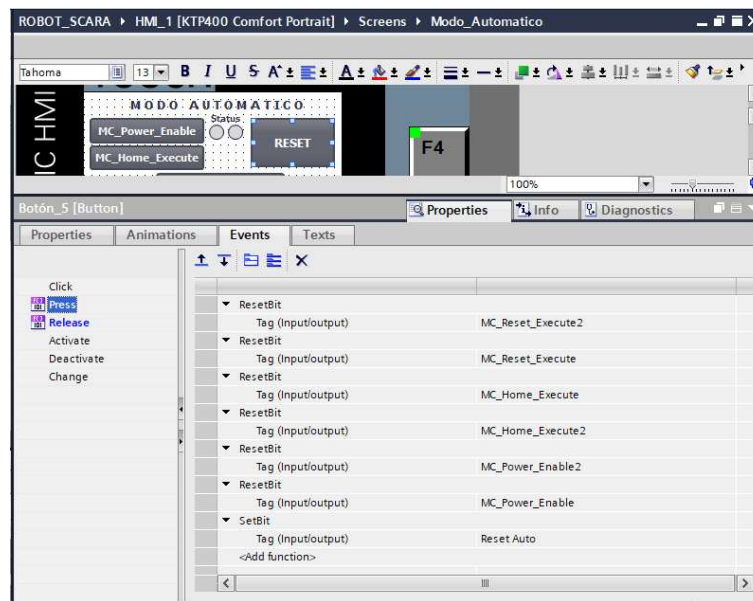 ROBOT_SCARA ▸ HMI_1 [KTP400 Comfort Portrait] ▸ Screens ▸ Modo_Automatico
Tahoma 13 B I U S A
MODO AUTOMATICO
Status
MC_Power_Enable
RESET
MC_Home_Execute
IC HMI
F4
100%
Botón_5 [Button]
Properties Info Diagnostics
Properties Animations Events Texts
Click
Press
Release
Activate
Deactivate
Change
ResetBit
Tag (Input/output) MC_Reset_Execute2
ResetBit
Tag (Input/output) MC_Reset_Execute
ResetBit
Tag (Input/output) MC_Home_Execute
ResetBit
Tag (Input/output) MC_Home_Execute2
ResetBit
Tag (Input/output) MC_Power_Enable2
ResetBit
Tag (Input/output) MC_Power_Enable
SetBit
Tag (Input/output) Reset Auto
<Add function>